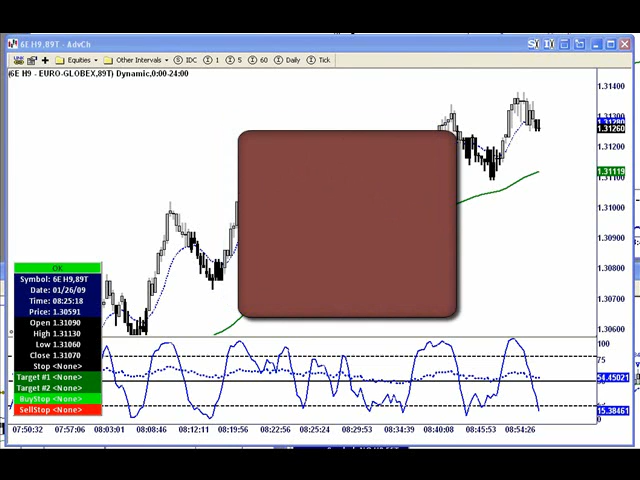 6E H9,89T - AdvCh
Equities
Other Intervals
IDC
1
5
60
Daily
Tick
(6E H9 - EURO-GLOBEX,89T) Dynamic,0:00-24:00
1.31400
1.31260
1.31200
1.31119
1.31000
1.30900
1.30800
1.30700
1.30600
OK
Symbol: 6E H9,89T
Date: 01/26/09
Time: 08:25:18
Price: 1.30591
Open 1.31090
High 1.31130
Low 1.31060
Close 1.31070
Stop <None>
Target #1 <None>
Target #2 <None>
BuyStop <None>
SellStop <None>
100
75
15.38461
0
07:50:32 07:57:06 08:03:01 08:08:46 08:12:11 08:19:56 08:22:56 08:25:24 08:29:53 08:34:39 08:40:08 08:45:53 08:54:26